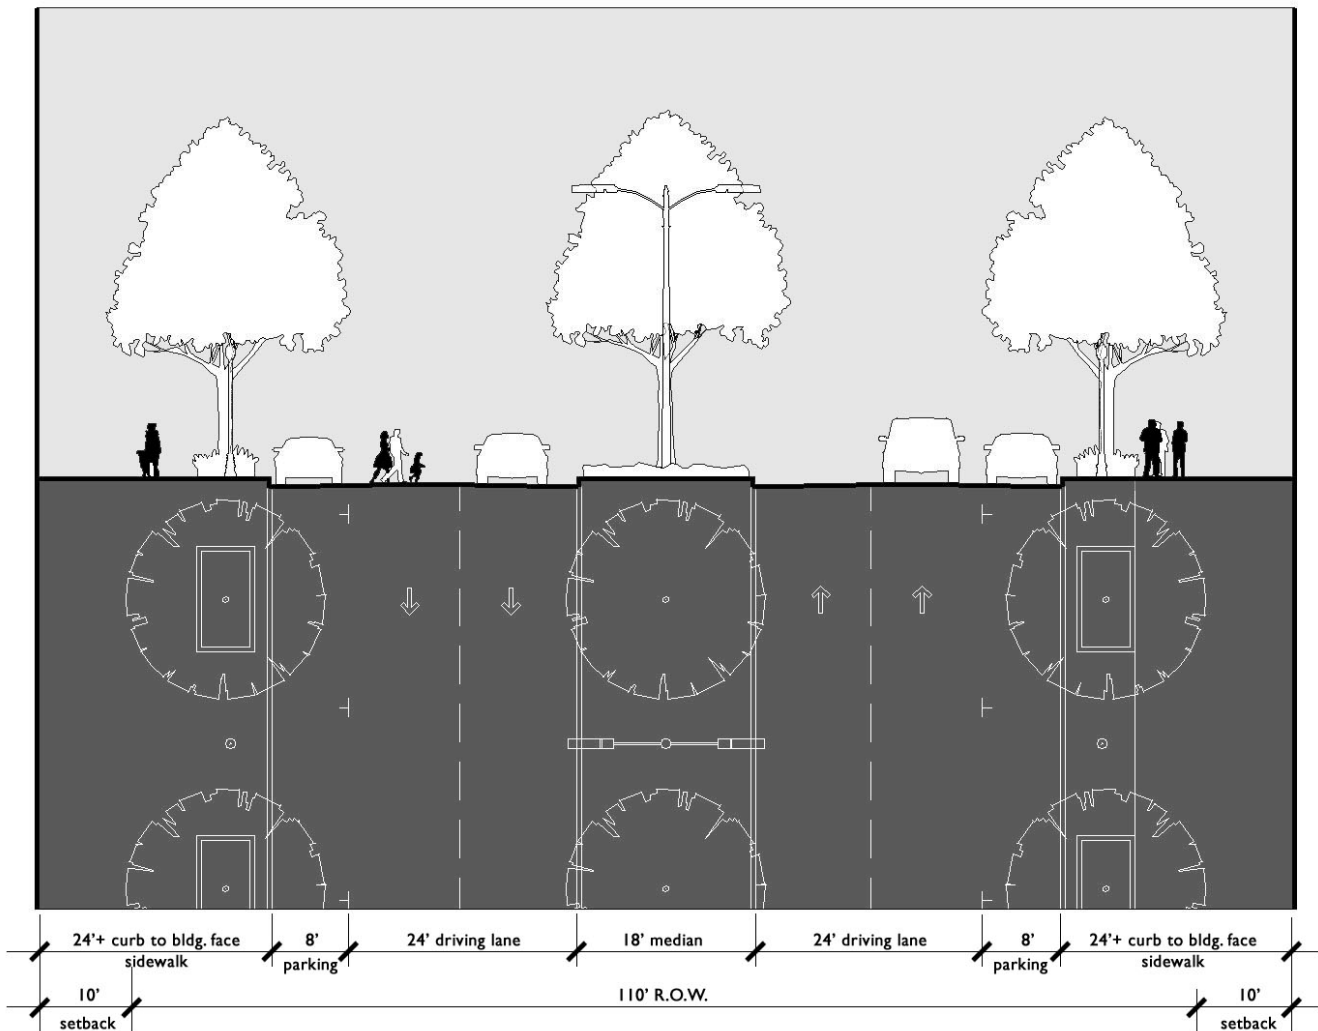 24'+ curb to bldg. face
sidewalk
8'
parking
24' driving lane
18' median
24' driving lane
8'
parking
24'+ curb to bldg. face
sidewalk
10'
setback
110' R.O.W.
10'
setback